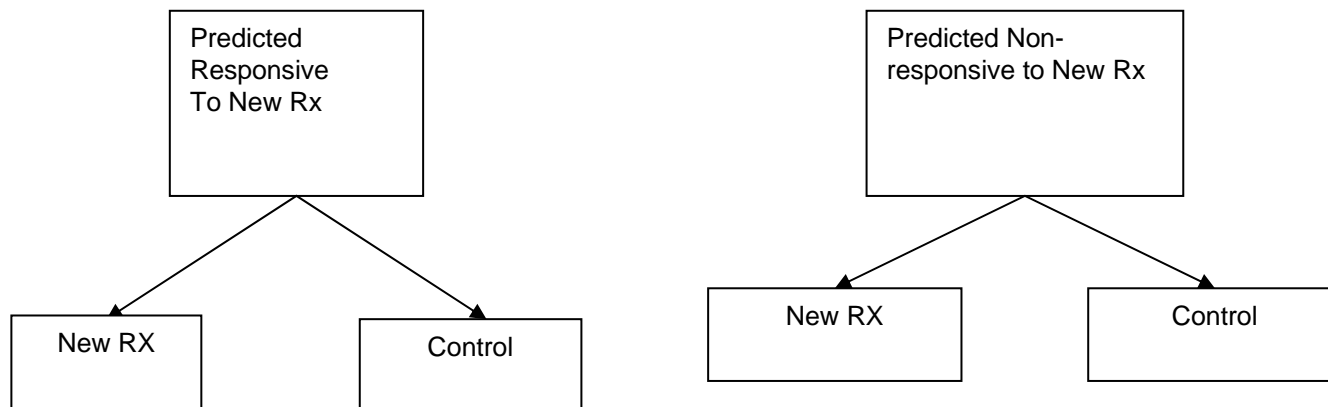 Predicted
Responsive
To New Rx
Predicted Non-
responsive to New Rx
New RX
Control
New RX
Control